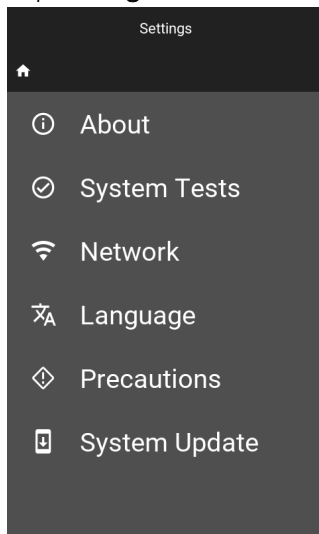 Settings
About
System Tests
Network
Language
Precautions
System Update